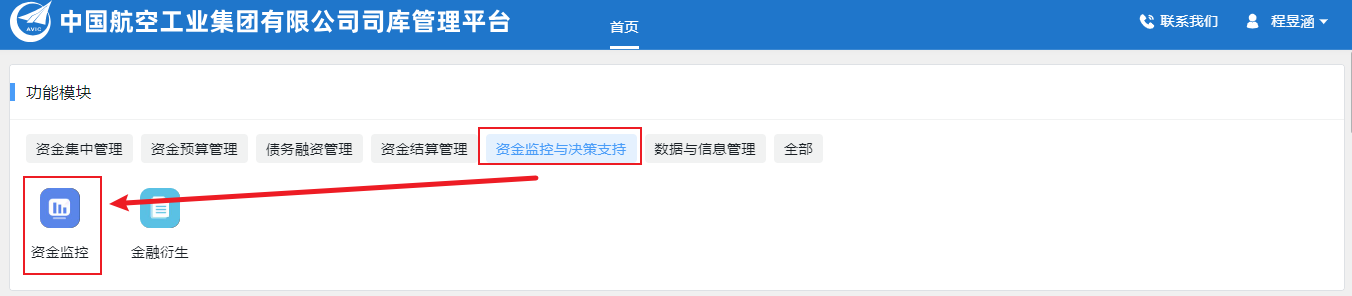 AVIC
中国航空工业集团有限公司司库管理平台
首页
联系我们
程昱涵
功能模块
资金集中管理 资金预算管理 债务融资管理 资金结算管理 资金监控与决策支持 数据与信息管理 全部
资金监控 金融衍生